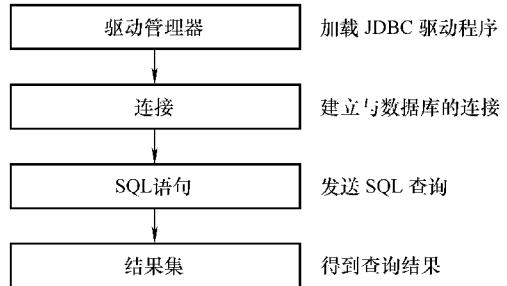 驱动管理器 加载 JDBC 驱动程序
连接 建立与数据库的连接
SQL语句 发送 SQL 查询
结果集 得到查询结果